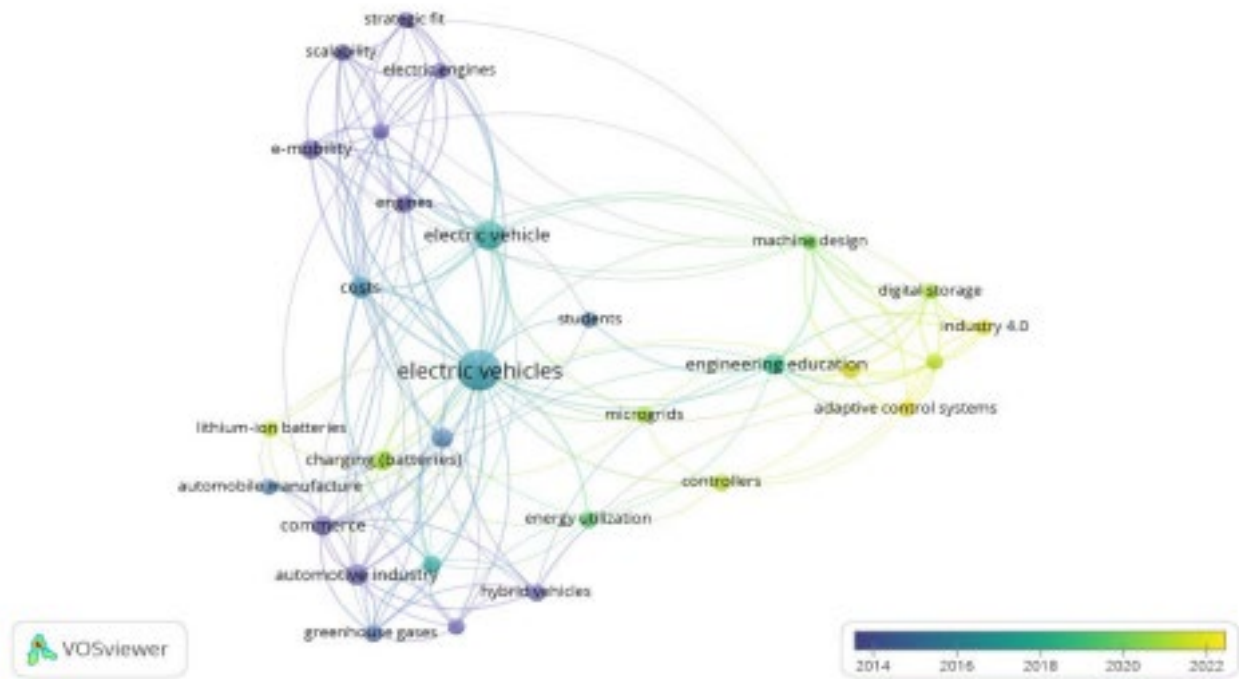 strategic fit
scalability
electric engines
e-mobility
engines
electric vehicle
machine design
costs
digital storage
students
industry 4.0
electric vehicles
engineering education
adaptive control systems
microgrids
lithium-ion batteries
charging (batteries)
controllers
automobile manufacture
commerce
energy utilization
automotive industry
hybrid vehicles
greenhouse gases
VOSviewer
2014 2016 2018 2020 2022